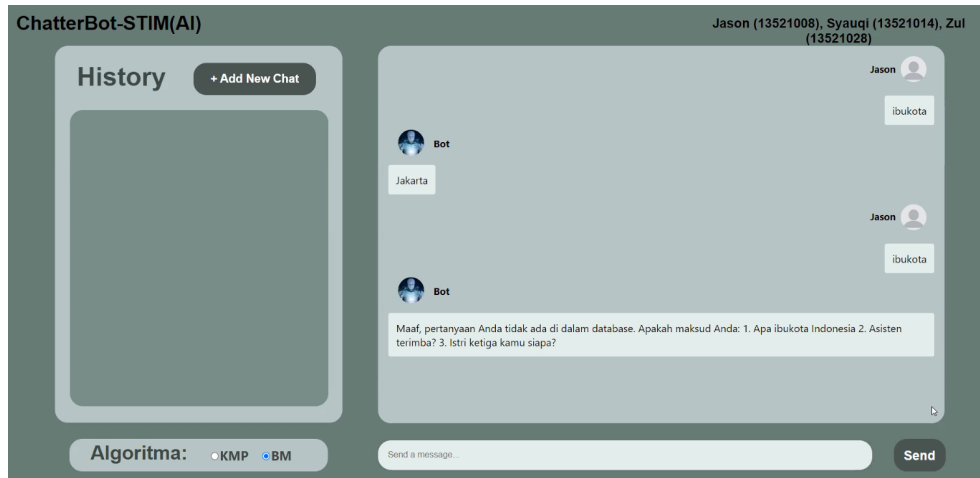 ChatterBot-STIM(AI)
Jason (13521008), Syauqi (13521014), Zul
(13521028)
History
+ Add New Chat
Jason
ibukota
Bot
Jakarta
Jason
ibukota
Bot
Maaf, pertanyaan Anda tidak ada di dalam database. Apakah maksud Anda: 1. Apa ibukota Indonesia 2. Asisten
terimba? 3. Istri ketiga kamu siapa?
Algoritma: KMP BM
Send a message...
Send